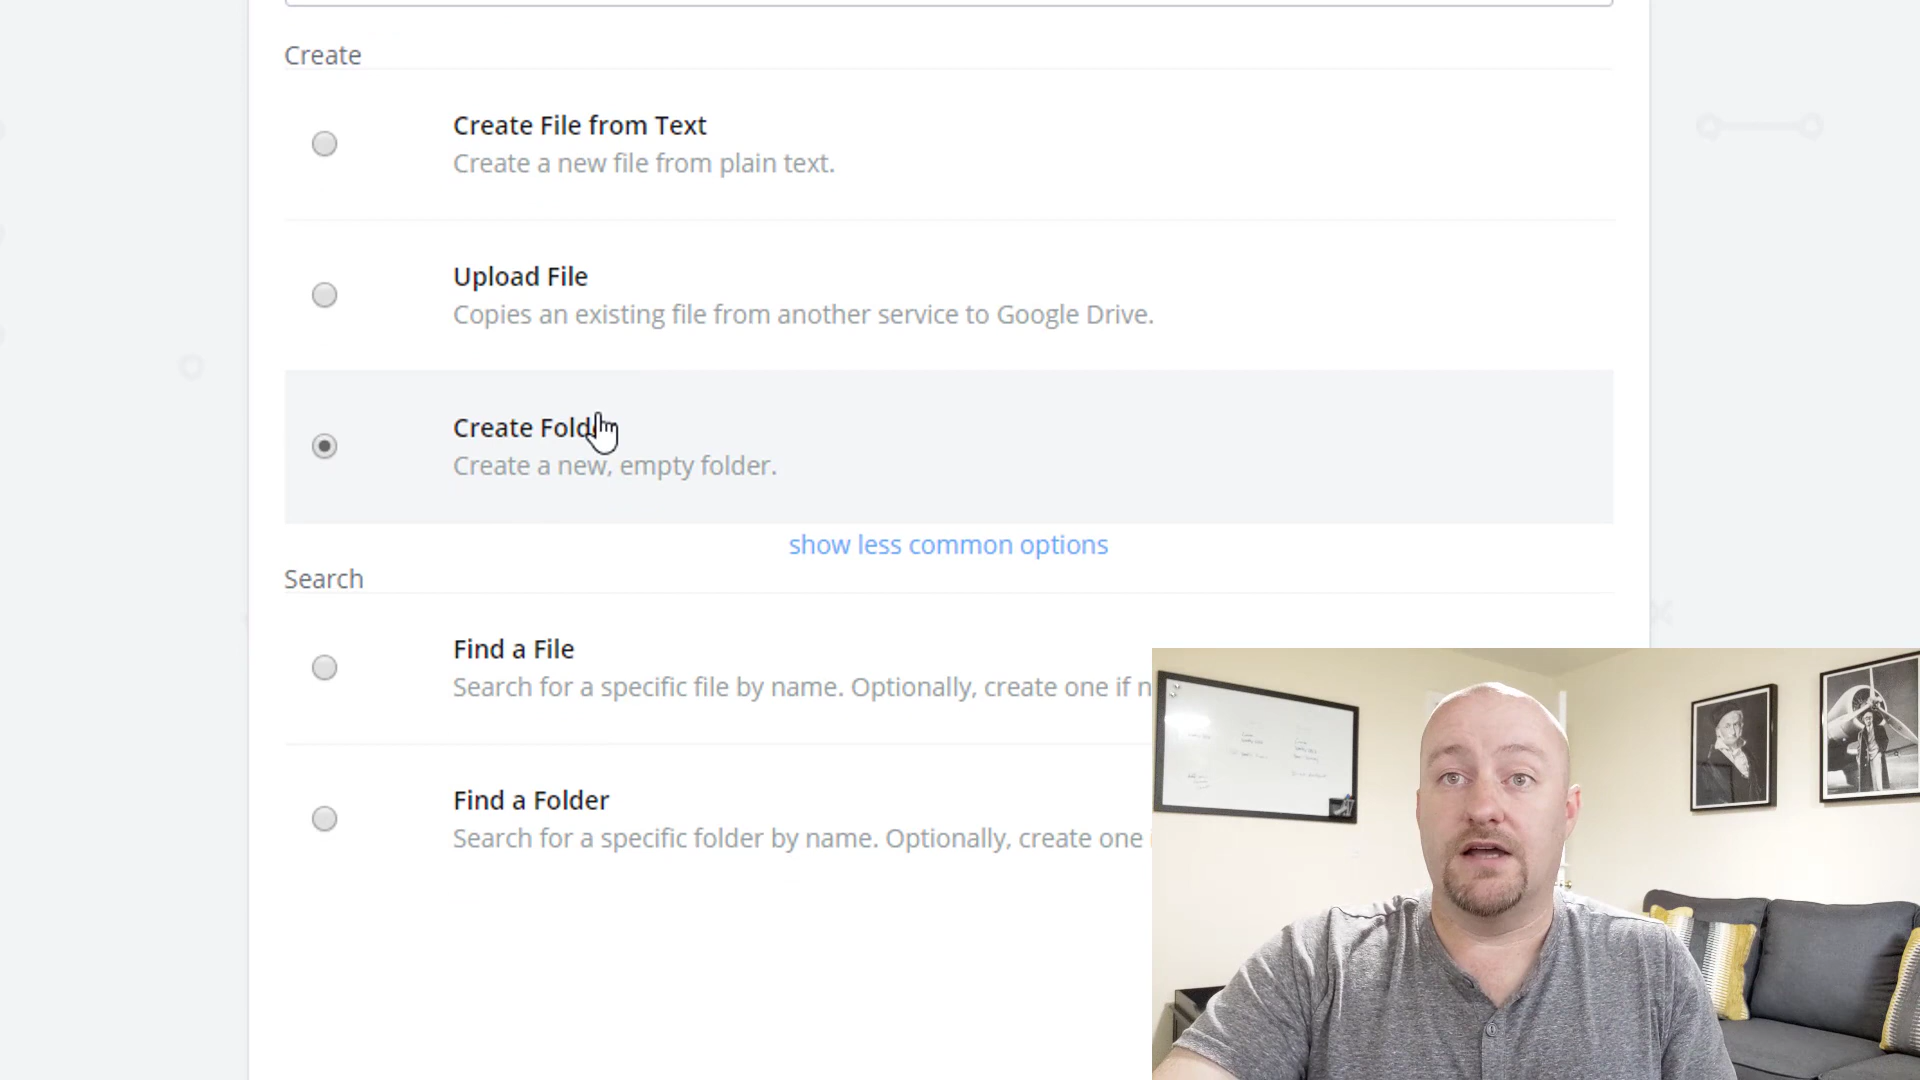 Create
Create File from Text
Create a new file from plain text.
Upload File
Copies an existing file from another service to Google Drive.
Create Fold
Create a new, empty folder.
show less common options
Search
Find a File
Search for a specific file by name. Optionally, create one if n
Find a Folder
Search for a specific folder by name. Optionally, create one